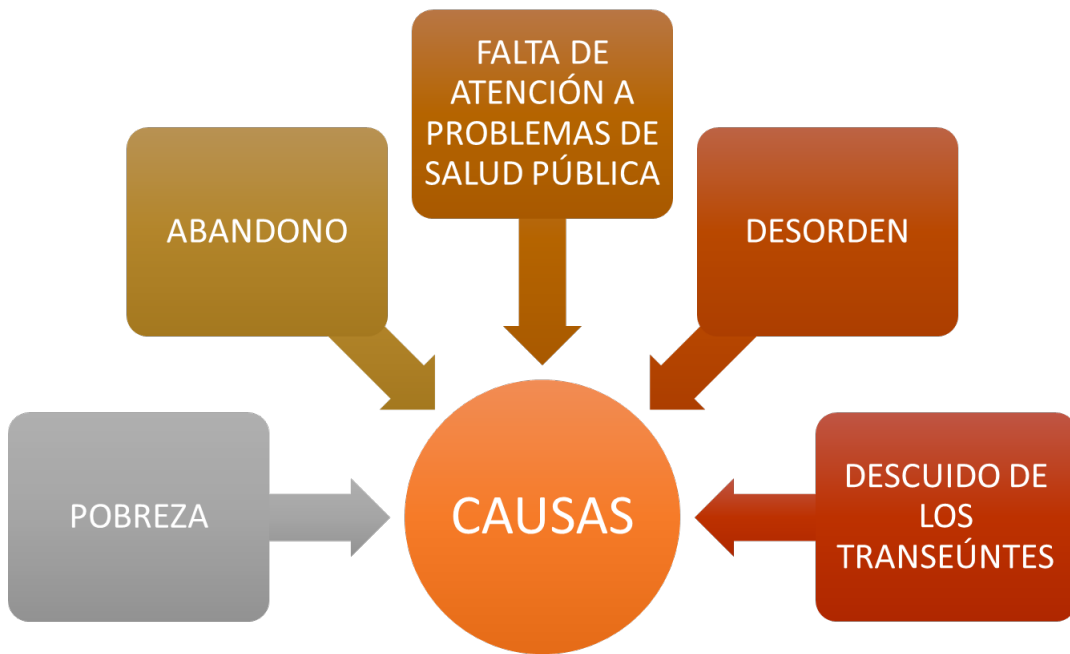 FALTA DE
ATENCIÓN A
PROBLEMAS DE
SALUD PÚBLICA
ABANDONO
DESORDEN
POBREZA
CAUSAS
DESCUIDO DE
LOS
TRANSEÚNTES